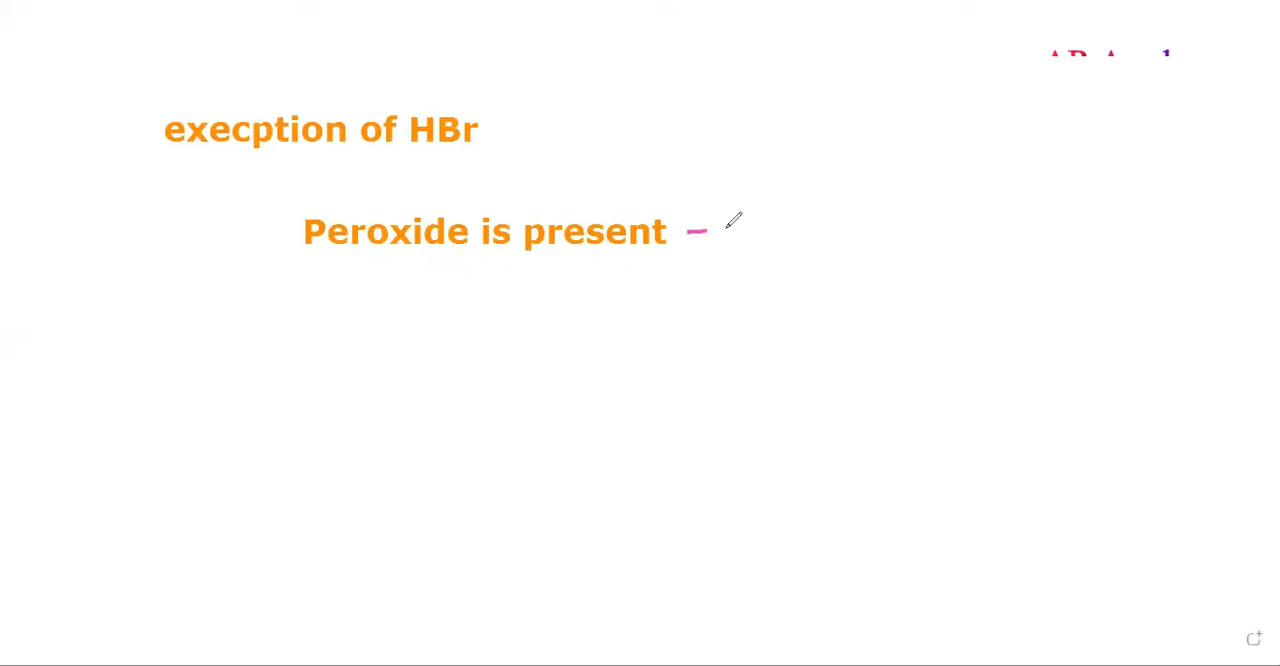 execption of HBr
Peroxide is present –